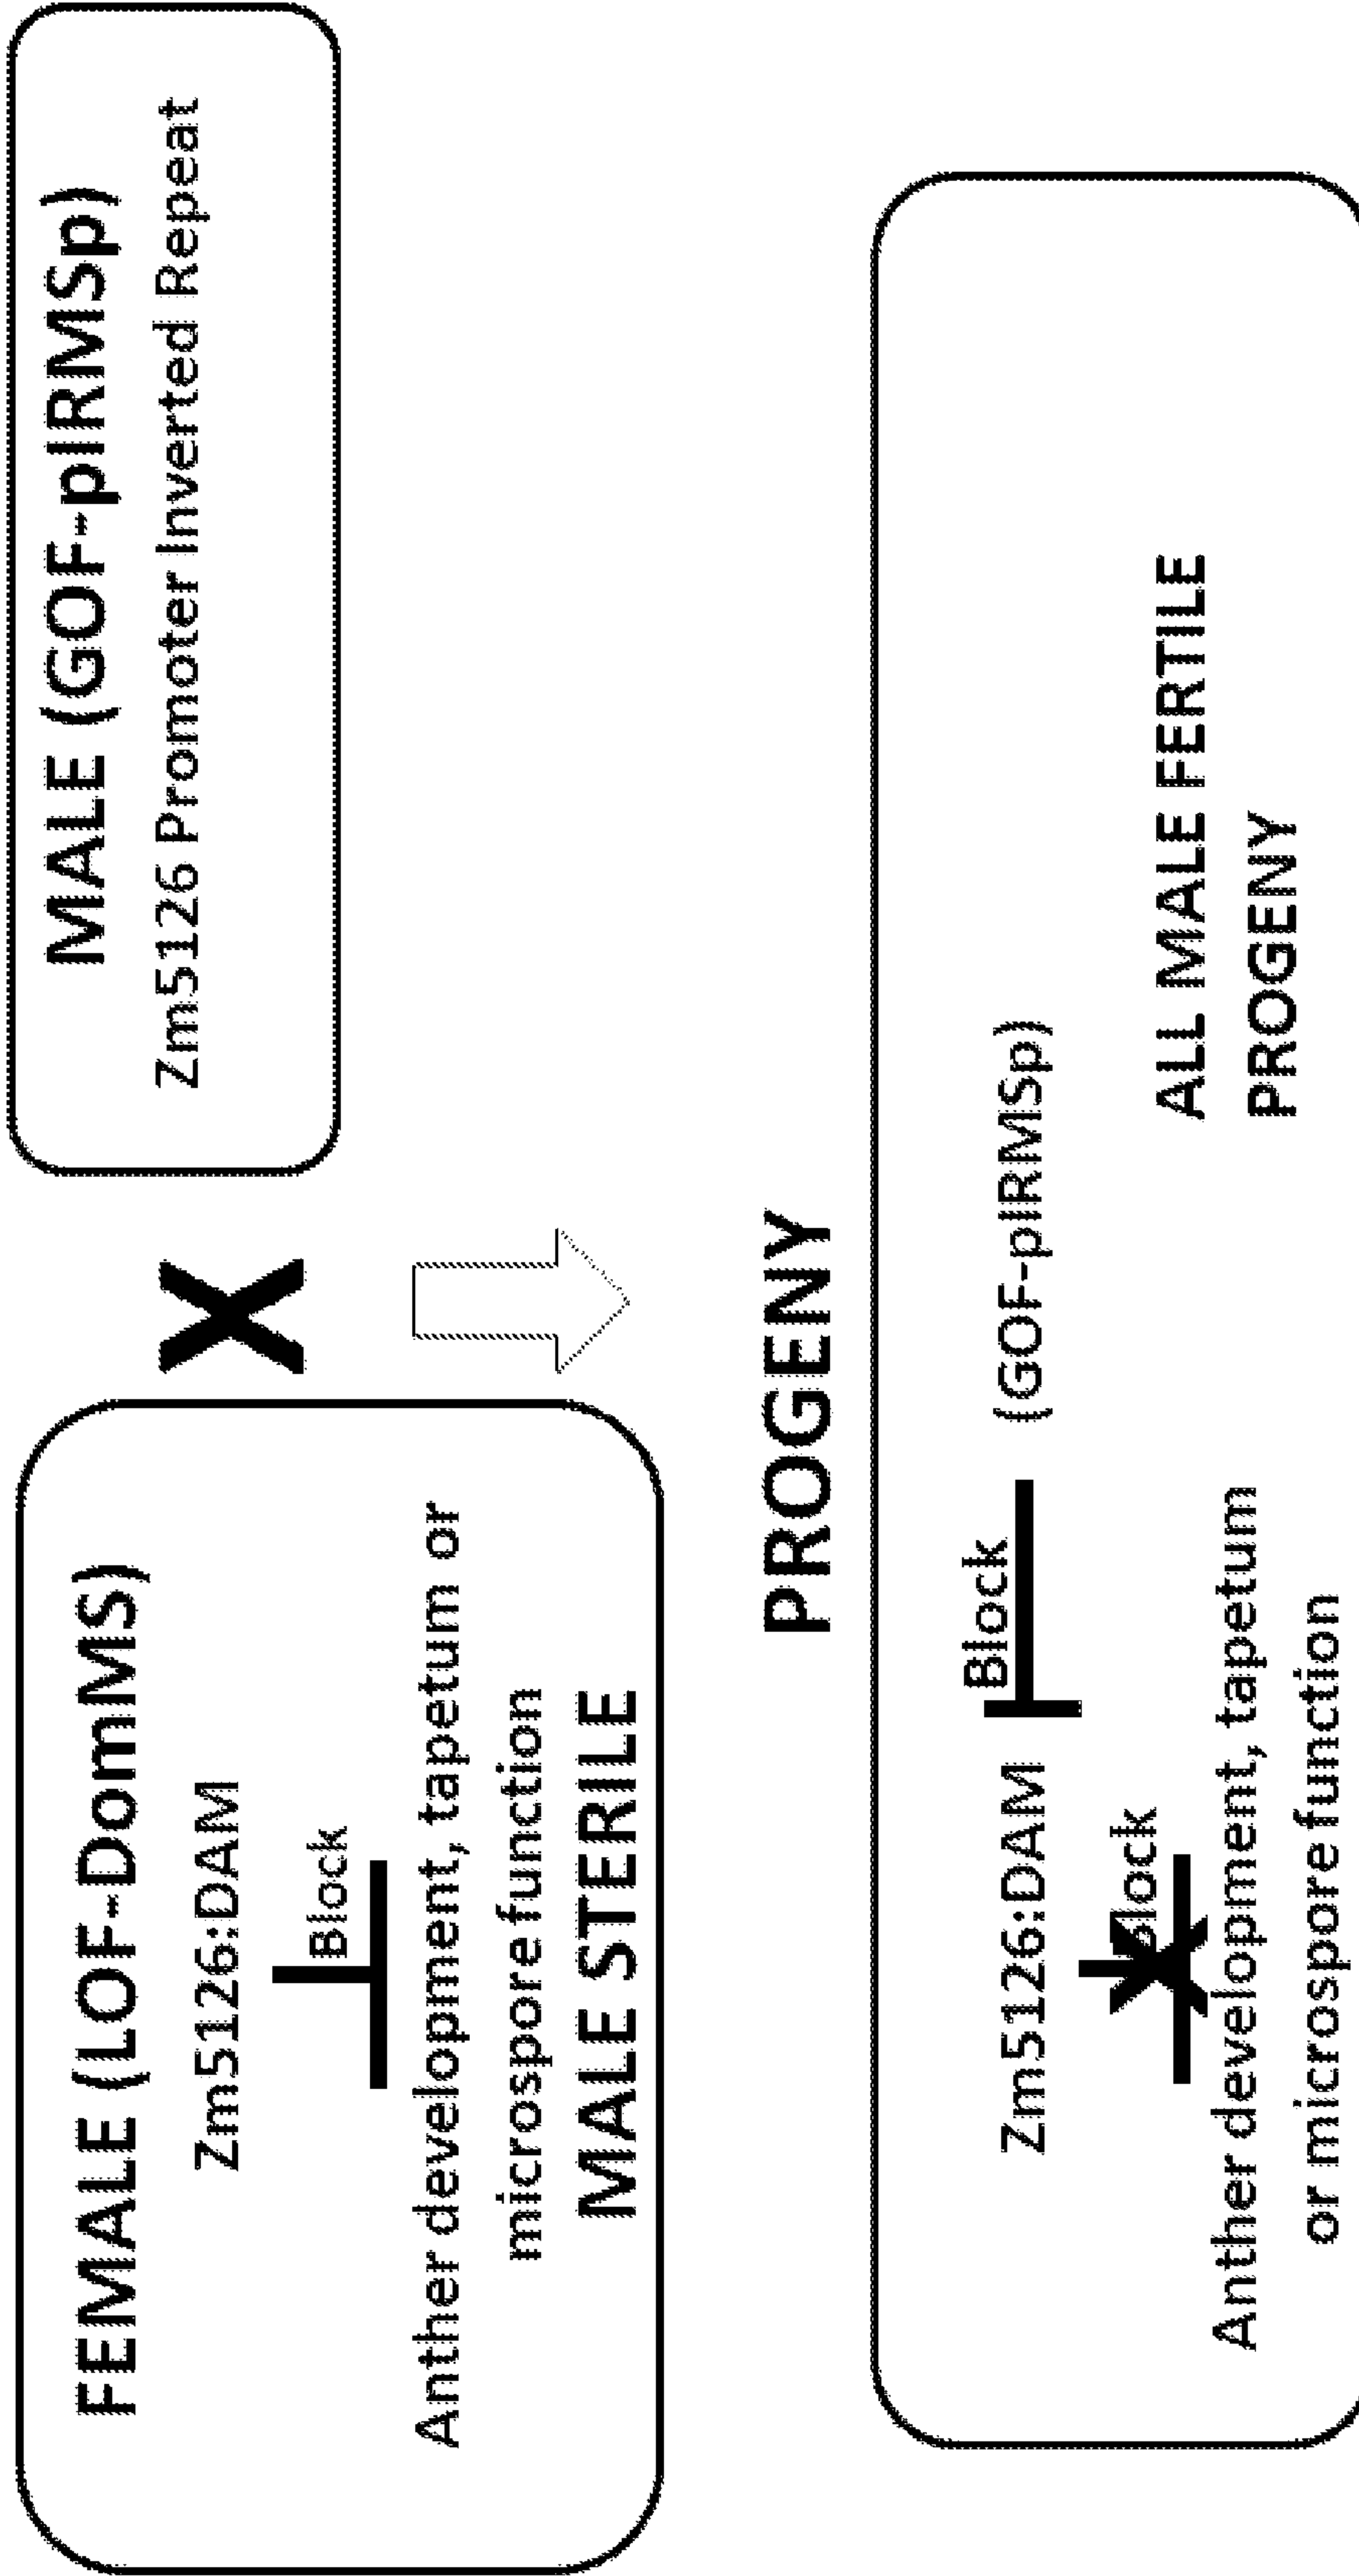 FEMALE (LOF-DomMS)
Zm5126:DAM
Block
Anther development, tapetum or
microspore function
MALE STERILE
X
MALE (GOF-pIRMSp)
Zm5126 Promoter Inverted Repeat
PROGENY
Zm5126:DAM
Block
(GOF-pIRMSp)
Block
Anther development, tapetum
or microspore function
ALL MALE FERTILE
PROGENY